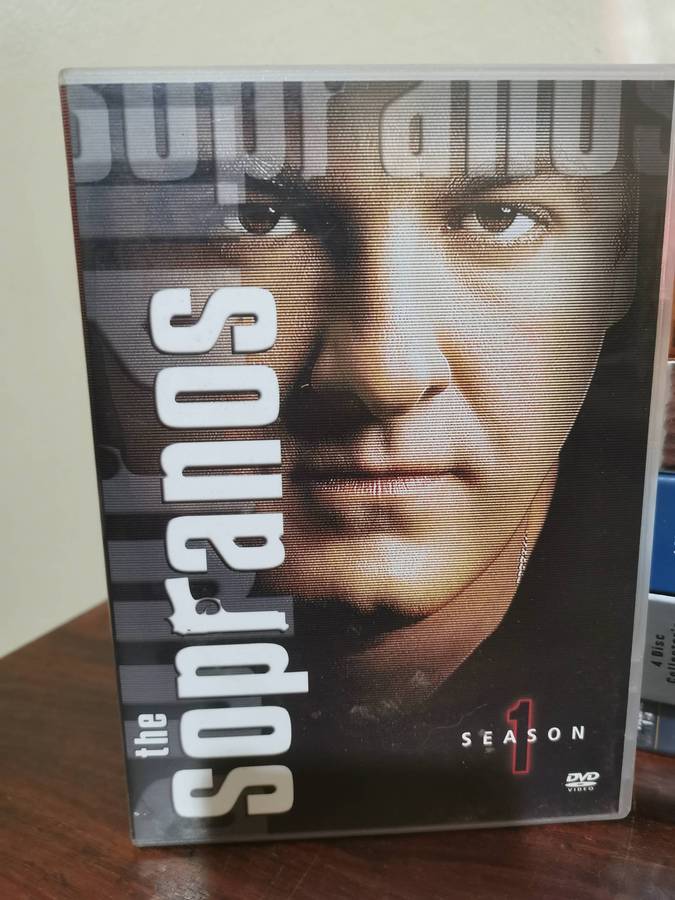 Sopranos
the sopranos
SEASON
1
DVD
VIDEO
4 Disc